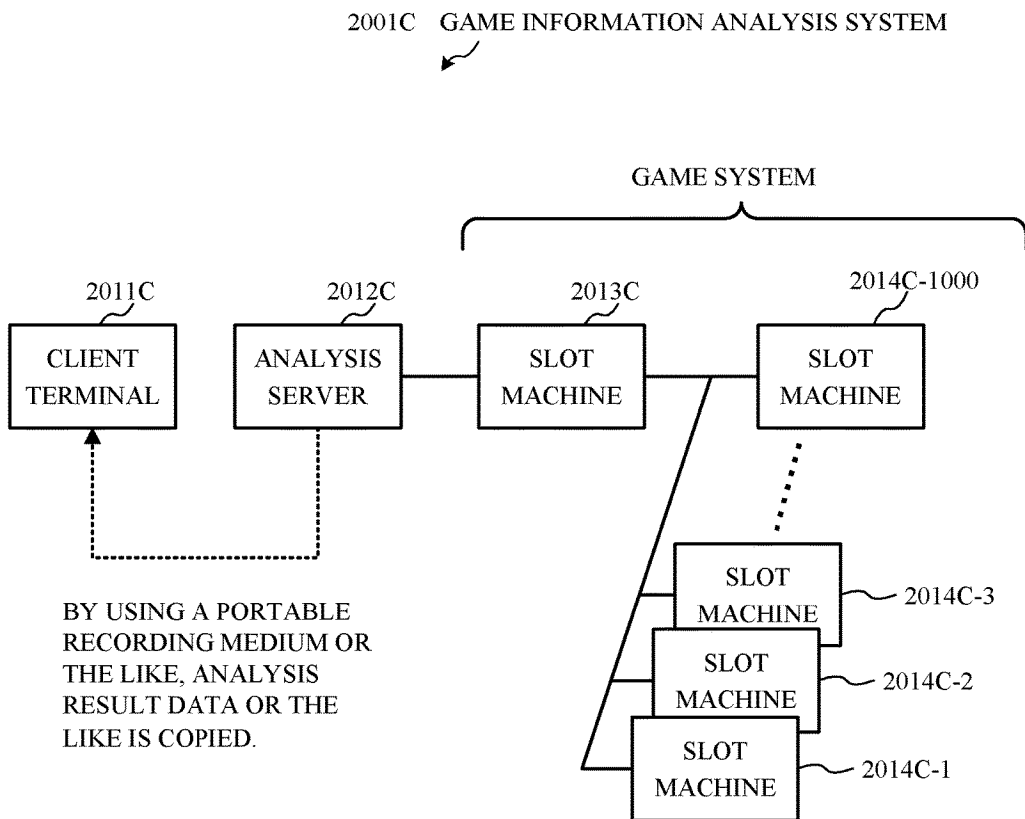 2001C GAME INFORMATION ANALYSIS SYSTEM
GAME SYSTEM
2011C
2012C
2013C
2014C-1000
CLIENT
TERMINAL
ANALYSIS
SERVER
SLOT
MACHINE
SLOT
MACHINE
BY USING A PORTABLE
RECORDING MEDIUM OR
THE LIKE, ANALYSIS
RESULT DATA OR THE
LIKE IS COPIED.
SLOT
MACHINE
2014C-3
SLOT
MACHINE
2014C-2
SLOT
MACHINE
2014C-1